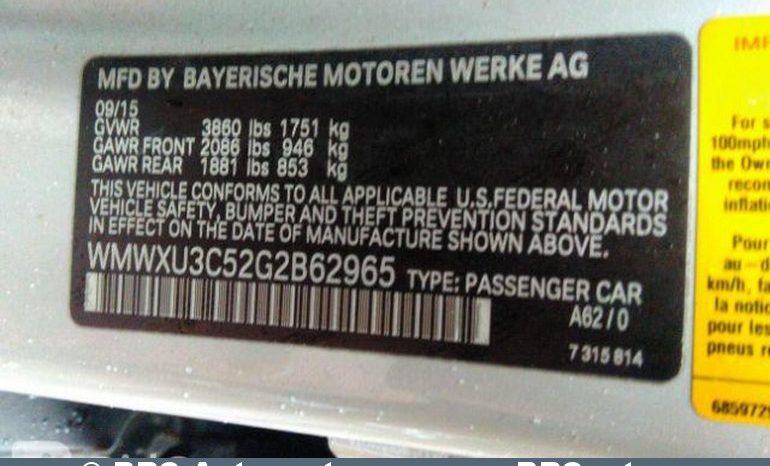 MFD BY BAYERISCHE MOTOREN WERKE AG
09/15
GVWR 3860 lbs 1751 kg
GAWR FRONT 2086 lbs 946 kg
GAWR REAR 1881 lbs 853 kg
THIS VEHICLE CONFORMS TO ALL APPLICABLE U.S.FEDERAL MOTOR
VEHICLE SAFETY, BUMPER AND THEFT PREVENTION STANDARDS
IN EFFECT ON THE DATE OF MANUFACTURE SHOWN ABOVE.
WMWXU3C52G2B62965 TYPE: PASSENGER CAR
A62/0
7 315 814
For s
100mph
the Own
recon
inflati
Pour
au-d
km/h, fa
la notic
pour les
pneus r